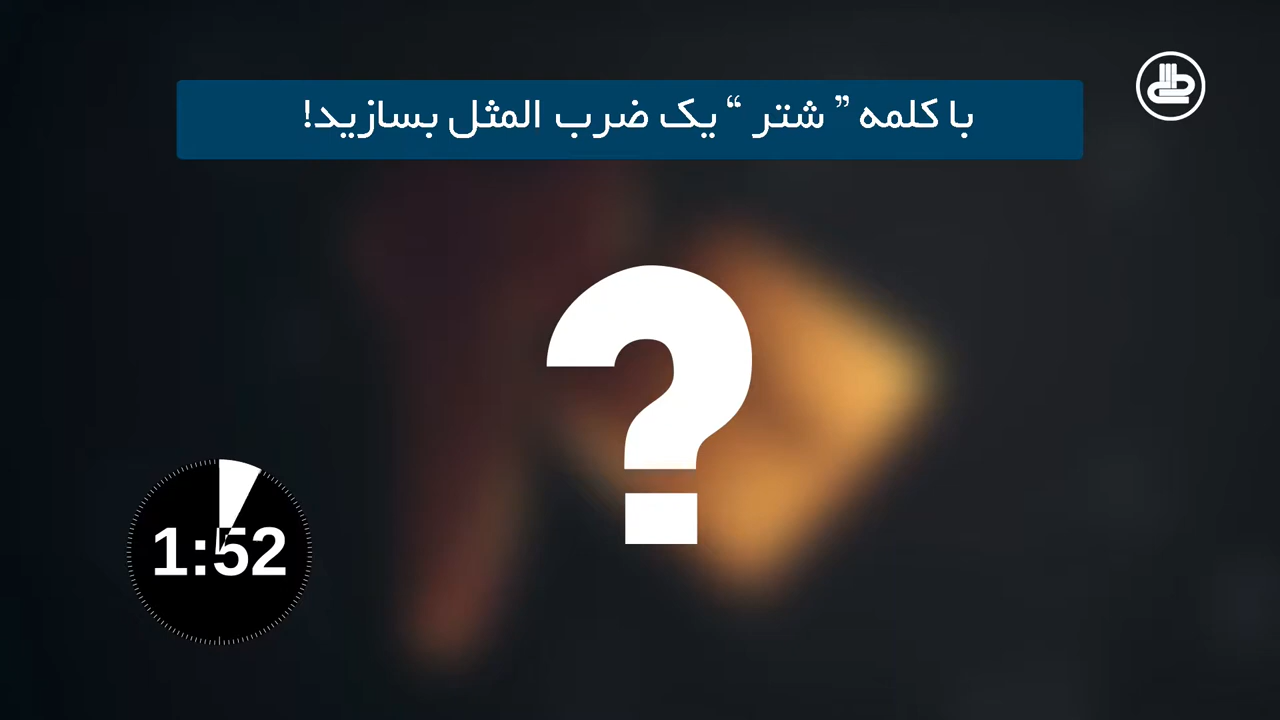 با کلمه ” شتر “ یک ضرب المثل بسازید!
1:52